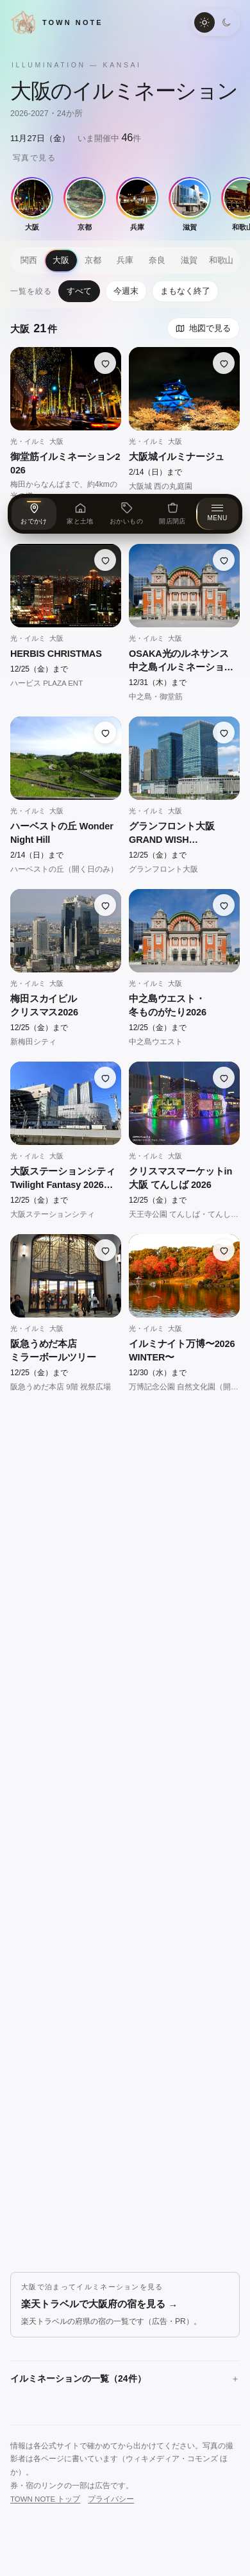 TOWN NOTE
ILLUMINATION — KANSAI
大阪のイルミネーション
2026-2027・24か所
11月27日（金） いま開催中 46件
写真で見る
大阪 京都 兵庫 滋賀 和歌山
関西 大阪 京都 兵庫 奈良 滋賀 和歌山
一覧を絞る すべて 今週末 まもなく終了
大阪 21件 地図で見る
光・イルミ 大阪
御堂筋イルミネーション2
026
梅田からなんばまで、約4kmの
光・イルミ 大阪
大阪城イルミナージュ
2/14（日）まで
大阪城 西の丸庭園
おでかけ 家と土地 おかいもの 開店閉店 MENU
光・イルミ 大阪
HERBIS CHRISTMAS
12/25（金）まで
ハービス PLAZA ENT
光・イルミ 大阪
OSAKA光のルネサンス
中之島イルミネーショ…
12/31（木）まで
中之島・御堂筋
光・イルミ 大阪
ハーベストの丘 Wonder
Night Hill
2/14（日）まで
ハーベストの丘（開く日のみ）
光・イルミ 大阪
グランフロント大阪
GRAND WISH…
12/25（金）まで
グランフロント大阪
光・イルミ 大阪
梅田スカイビル
クリスマス2026
12/25（金）まで
新梅田シティ
光・イルミ 大阪
中之島ウエスト・
冬ものがたり2026
12/25（金）まで
中之島ウエスト
光・イルミ 大阪
大阪ステーションシティ
Twilight Fantasy 2026…
12/25（金）まで
大阪ステーションシティ
光・イルミ 大阪
クリスマスマーケットin
大阪 てんしば 2026
12/25（金）まで
天王寺公園 てんしば・てんし…
光・イルミ 大阪
阪急うめだ本店
ミラーボールツリー
12/25（金）まで
阪急うめだ本店 9階 祝祭広場
光・イルミ 大阪
イルミナイト万博〜2026
WINTER〜
12/30（水）まで
万博記念公園 自然文化園（開…
大阪で泊まってイルミネーションを見る
楽天トラベルで大阪府の宿を見る →
楽天トラベルの府県の宿の一覧です（広告・PR）。
イルミネーションの一覧（24件） +
情報は各公式サイトで確かめてから出かけてください。写真の撮
影者は各ページに書いています（ウィキメディア・コモンズ ほ
か）。
券・宿のリンクの一部は広告です。
TOWN NOTE トップ プライバシー